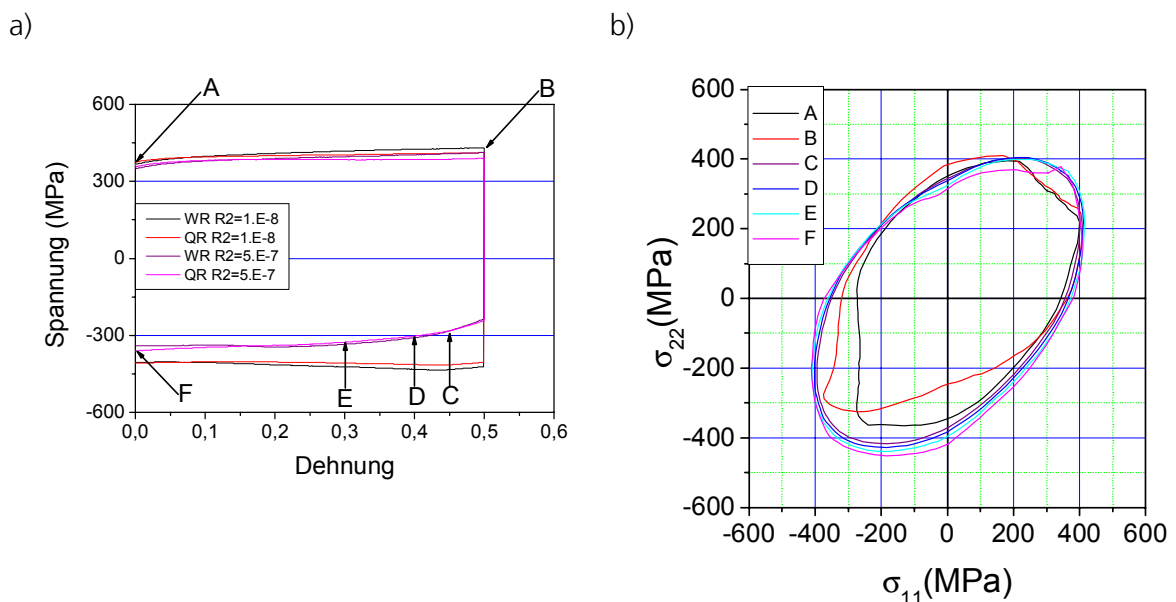 a)
A
B
600
300
0
-300
-600
Spannung (MPa)
WR R2=1.E-8
QR R2=1.E-8
WR R2=5.E-7
QR R2=5.E-7
F
E
D
C
0,0 0,1 0,2 0,3 0,4 0,5 0,6
Dehnung
b)
600
400
200
0
-200
-400
-600
σ22(MPa)
A
B
C
D
E
F
-600 -400 -200 0 200 400 600
σ11(MPa)